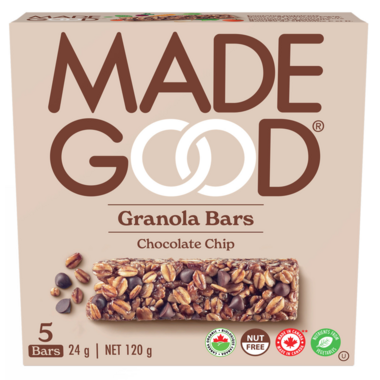 MADE
GOOD®
Granola Bars
Chocolate Chip
5
Bars 24 g | NET 120 g
NUT
FREE
U